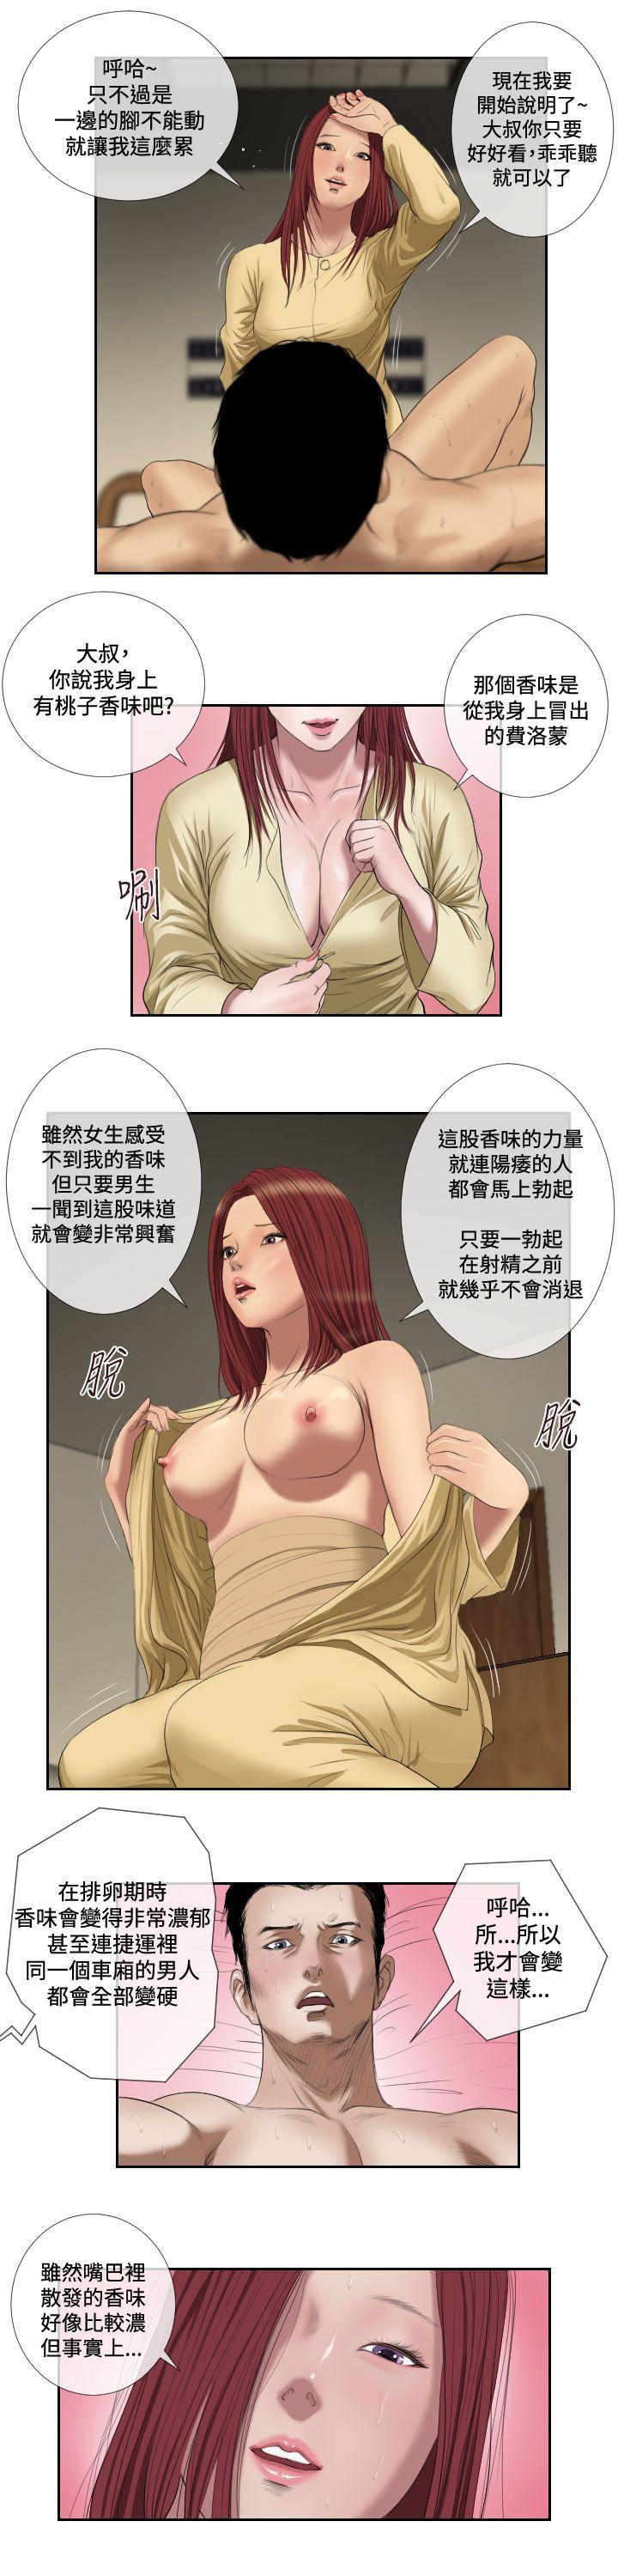 呼哈~
只不過是
一邊的腳不能動
就讓我這麼累
現在我要
開始說明了~
大叔你只要
好好看,乖乖聽
就可以了
大叔,
你說我身上
有桃子香味吧?
那個香味是
從我身上冒出
的費洛蒙
唰
雖然女生感受
不到我的香味
但只要男生
一聞到這股味道
就會變非常興奮
這股香味的力量
就連陽痿的人
都會馬上勃起
只要一勃起
在射精之前
就幾乎不會消退
脫
脫
在排卵期時
香味會變得非常濃郁
甚至連捷運裡
同一個車廂的男人
都會全部變硬
呼哈...
所...所以
我才會變
這樣...
雖然嘴巴裡
散發的香味
好像比較濃
但事實上...